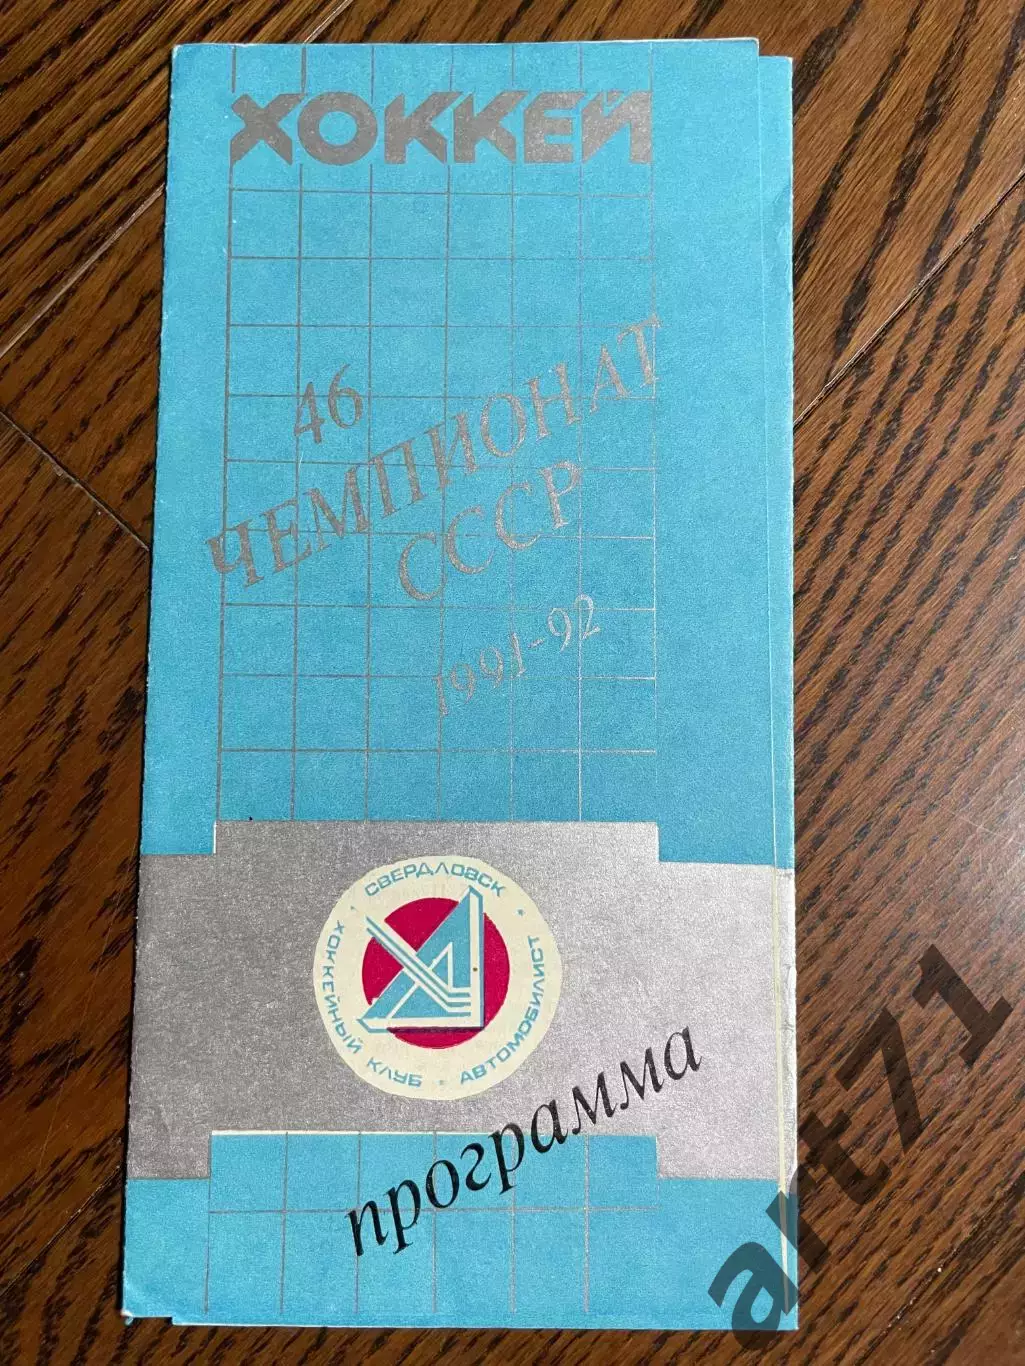 ХОККЕЙ
46
ЧЕМПИОНАТ
СССР
1991-92
СВЕРДЛОВСК
ХОККЕЙНЫЙ КЛУБ • АВТОМОБИЛИСТ •
программа
art71